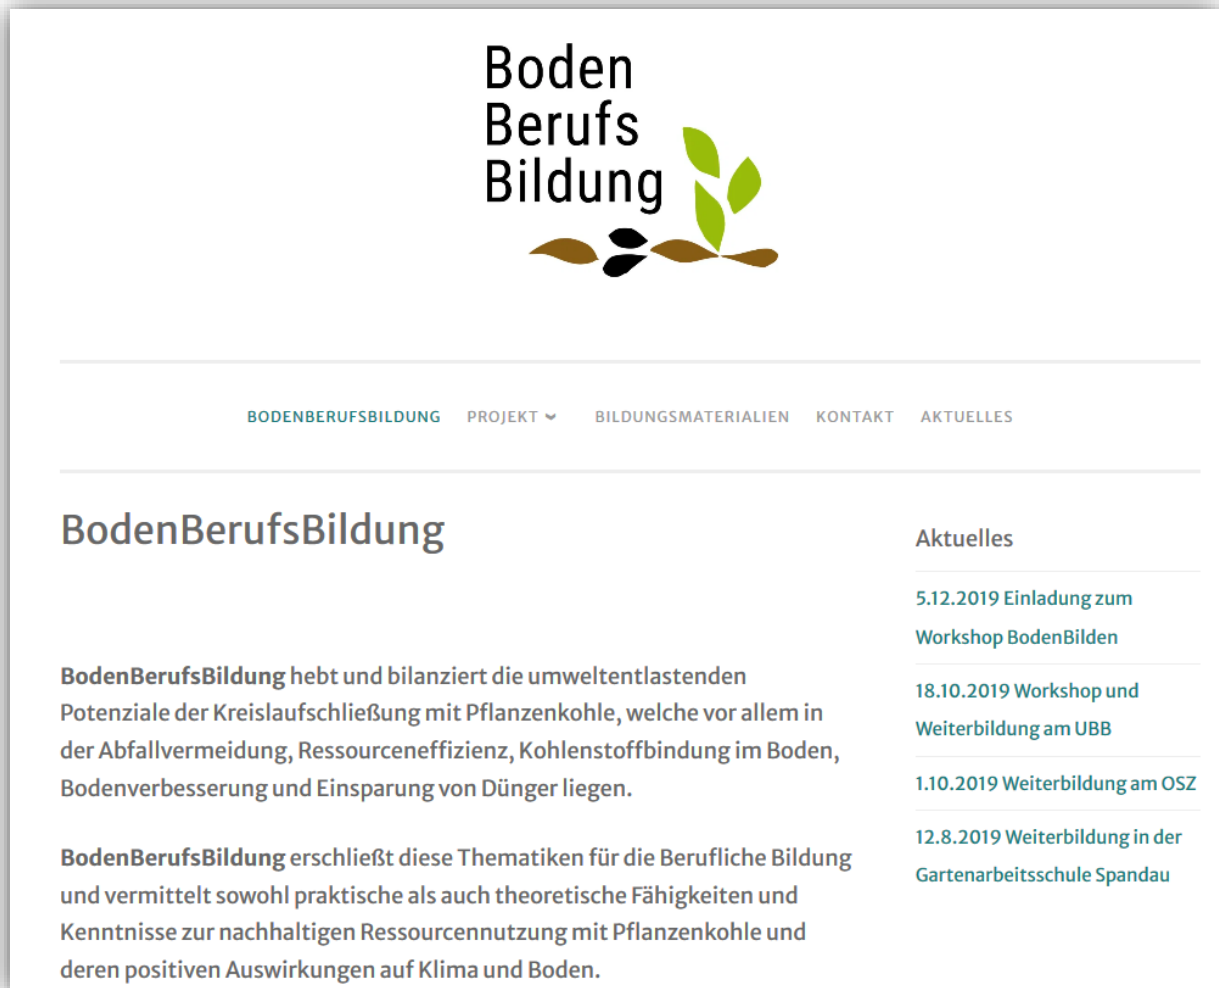 Boden
Berufs
Bildung
BODENBERUFSBILDUNG PROJEKT BILDUNGSMATERIALIEN KONTAKT AKTUELLES
BodenBerufsBildung
BodenBerufsBildung hebt und bilanziert die umweltentlastenden
Potenziale der Kreislaufschließung mit Pflanzenkohle, welche vor allem in
der Abfallvermeidung, Ressourceneffizienz, Kohlenstoffbindung im Boden,
Bodenverbesserung und Einsparung von Dünger liegen.
BodenBerufsBildung erschließt diese Thematiken für die Berufliche Bildung
und vermittelt sowohl praktische als auch theoretische Fähigkeiten und
Kenntnisse zur nachhaltigen Ressourcennutzung mit Pflanzenkohle und
deren positiven Auswirkungen auf Klima und Boden.
Aktuelles
5.12.2019 Einladung zum
Workshop BodenBilden
18.10.2019 Workshop und
Weiterbildung am UBB
1.10.2019 Weiterbildung am OSZ
12.8.2019 Weiterbildung in der
Gartenarbeitsschule Spandau